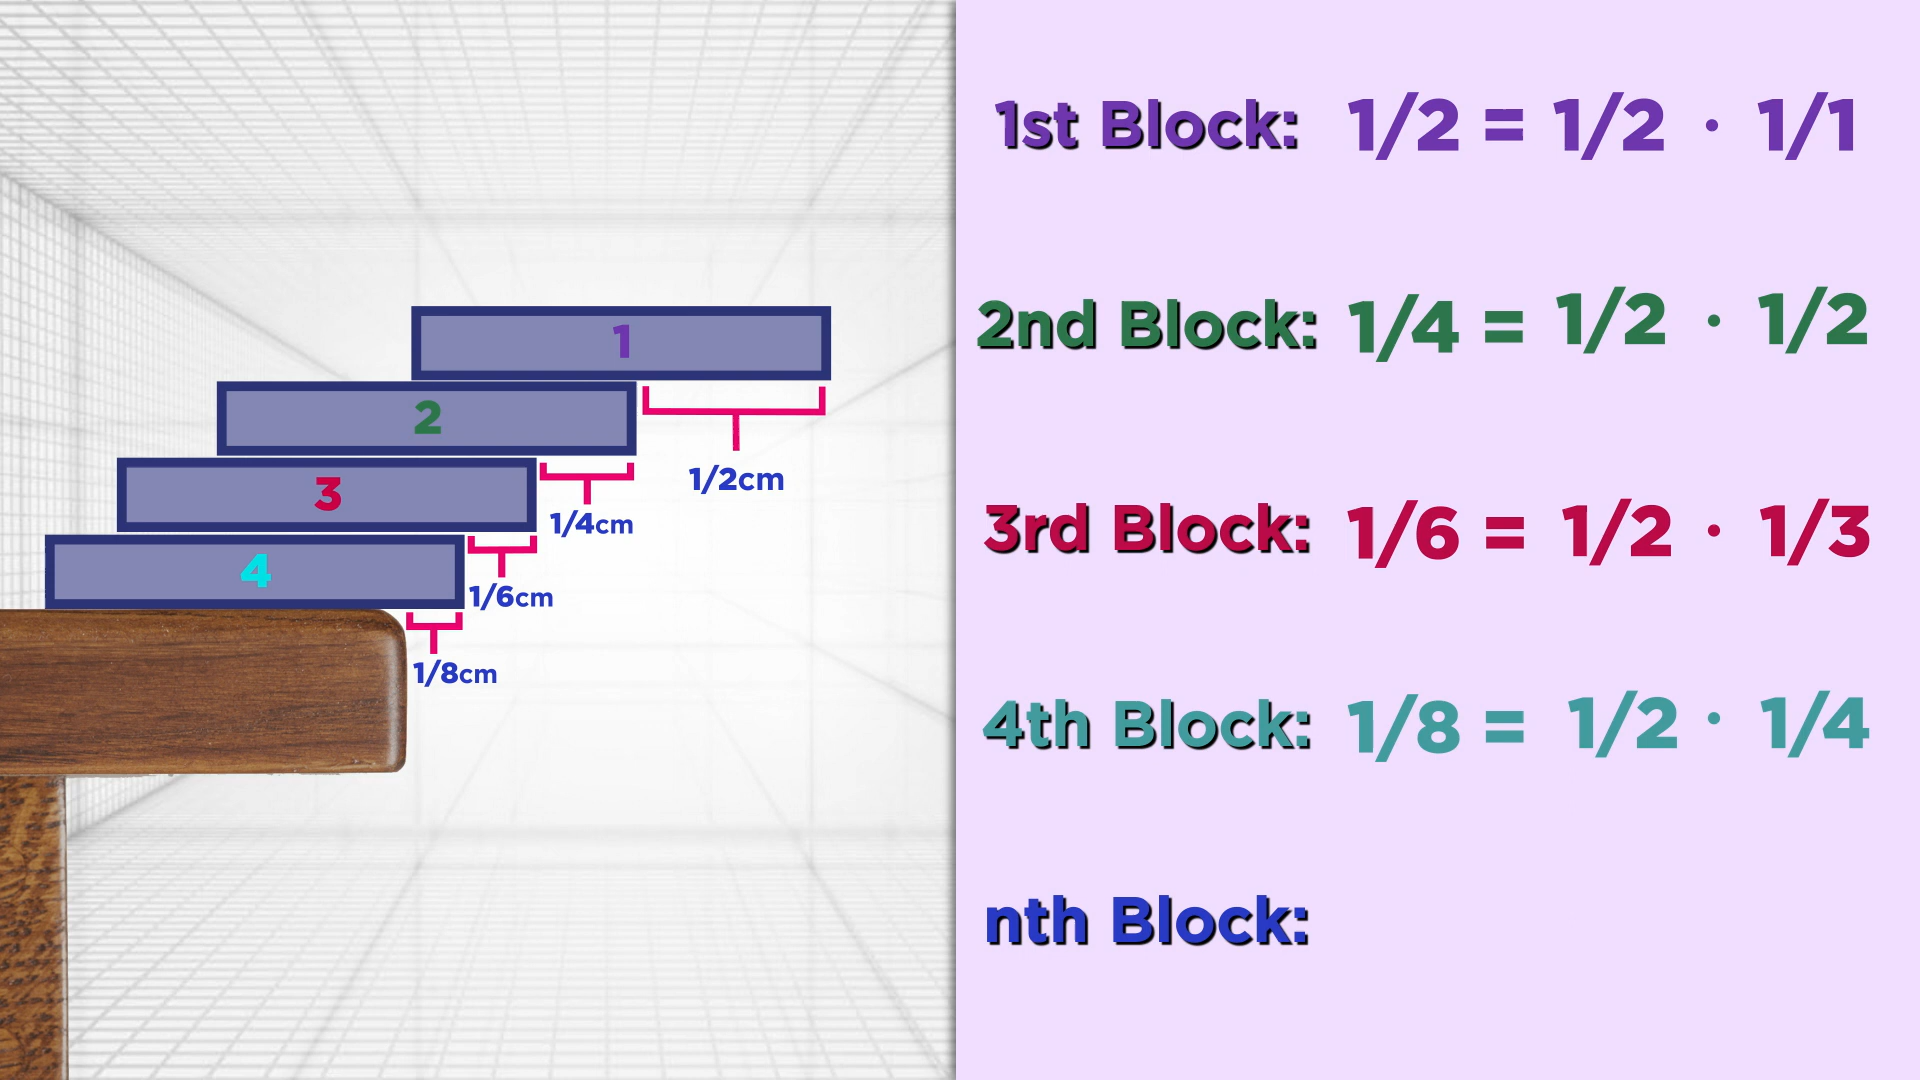 1
2
1/2cm
3
1/4cm
4
1/6cm
1/8cm
1st Block: 1/2 = 1/2 · 1/1
2nd Block: 1/4 = 1/2 · 1/2
3rd Block: 1/6 = 1/2 · 1/3
4th Block: 1/8 = 1/2 · 1/4
nth Block: